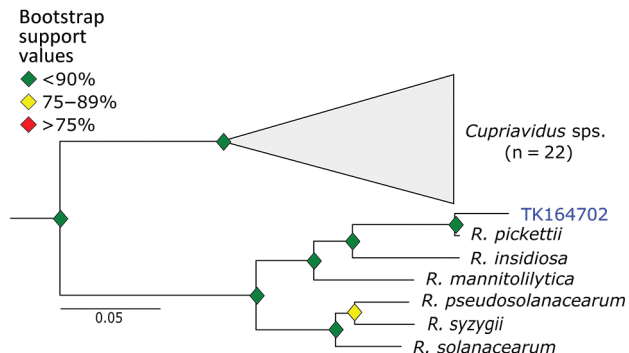 Bootstrap
support
values
<90%
75–89%
>75%
Cupriavidus sps.
(n = 22)
TK164702
R. pickettii
R. insidiosa
R. mannitolilytica
R. pseudosolanacearum
R. syzygii
R. solanacearum
0.05